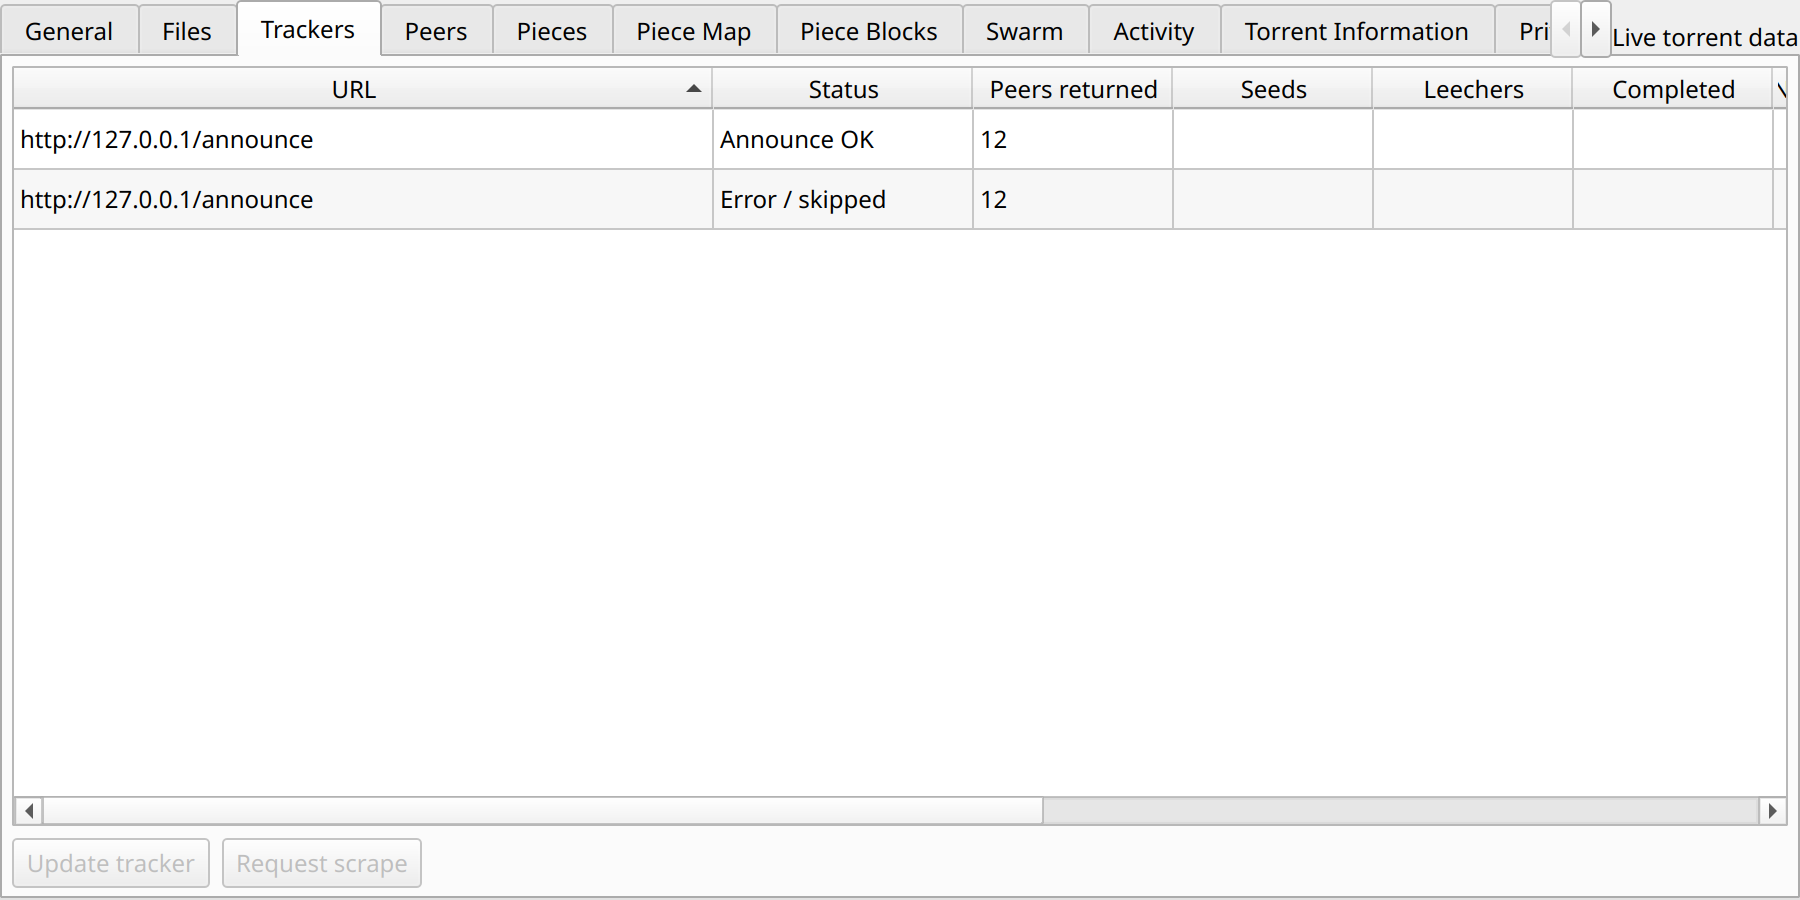 General Files Trackers Peers Pieces Piece Map Piece Blocks Swarm Activity Torrent Information Pri Live torrent data
URL Status Peers returned Seeds Leechers Completed
http://127.0.0.1/announce Announce OK 12
http://127.0.0.1/announce Error / skipped 12
Update tracker Request scrape